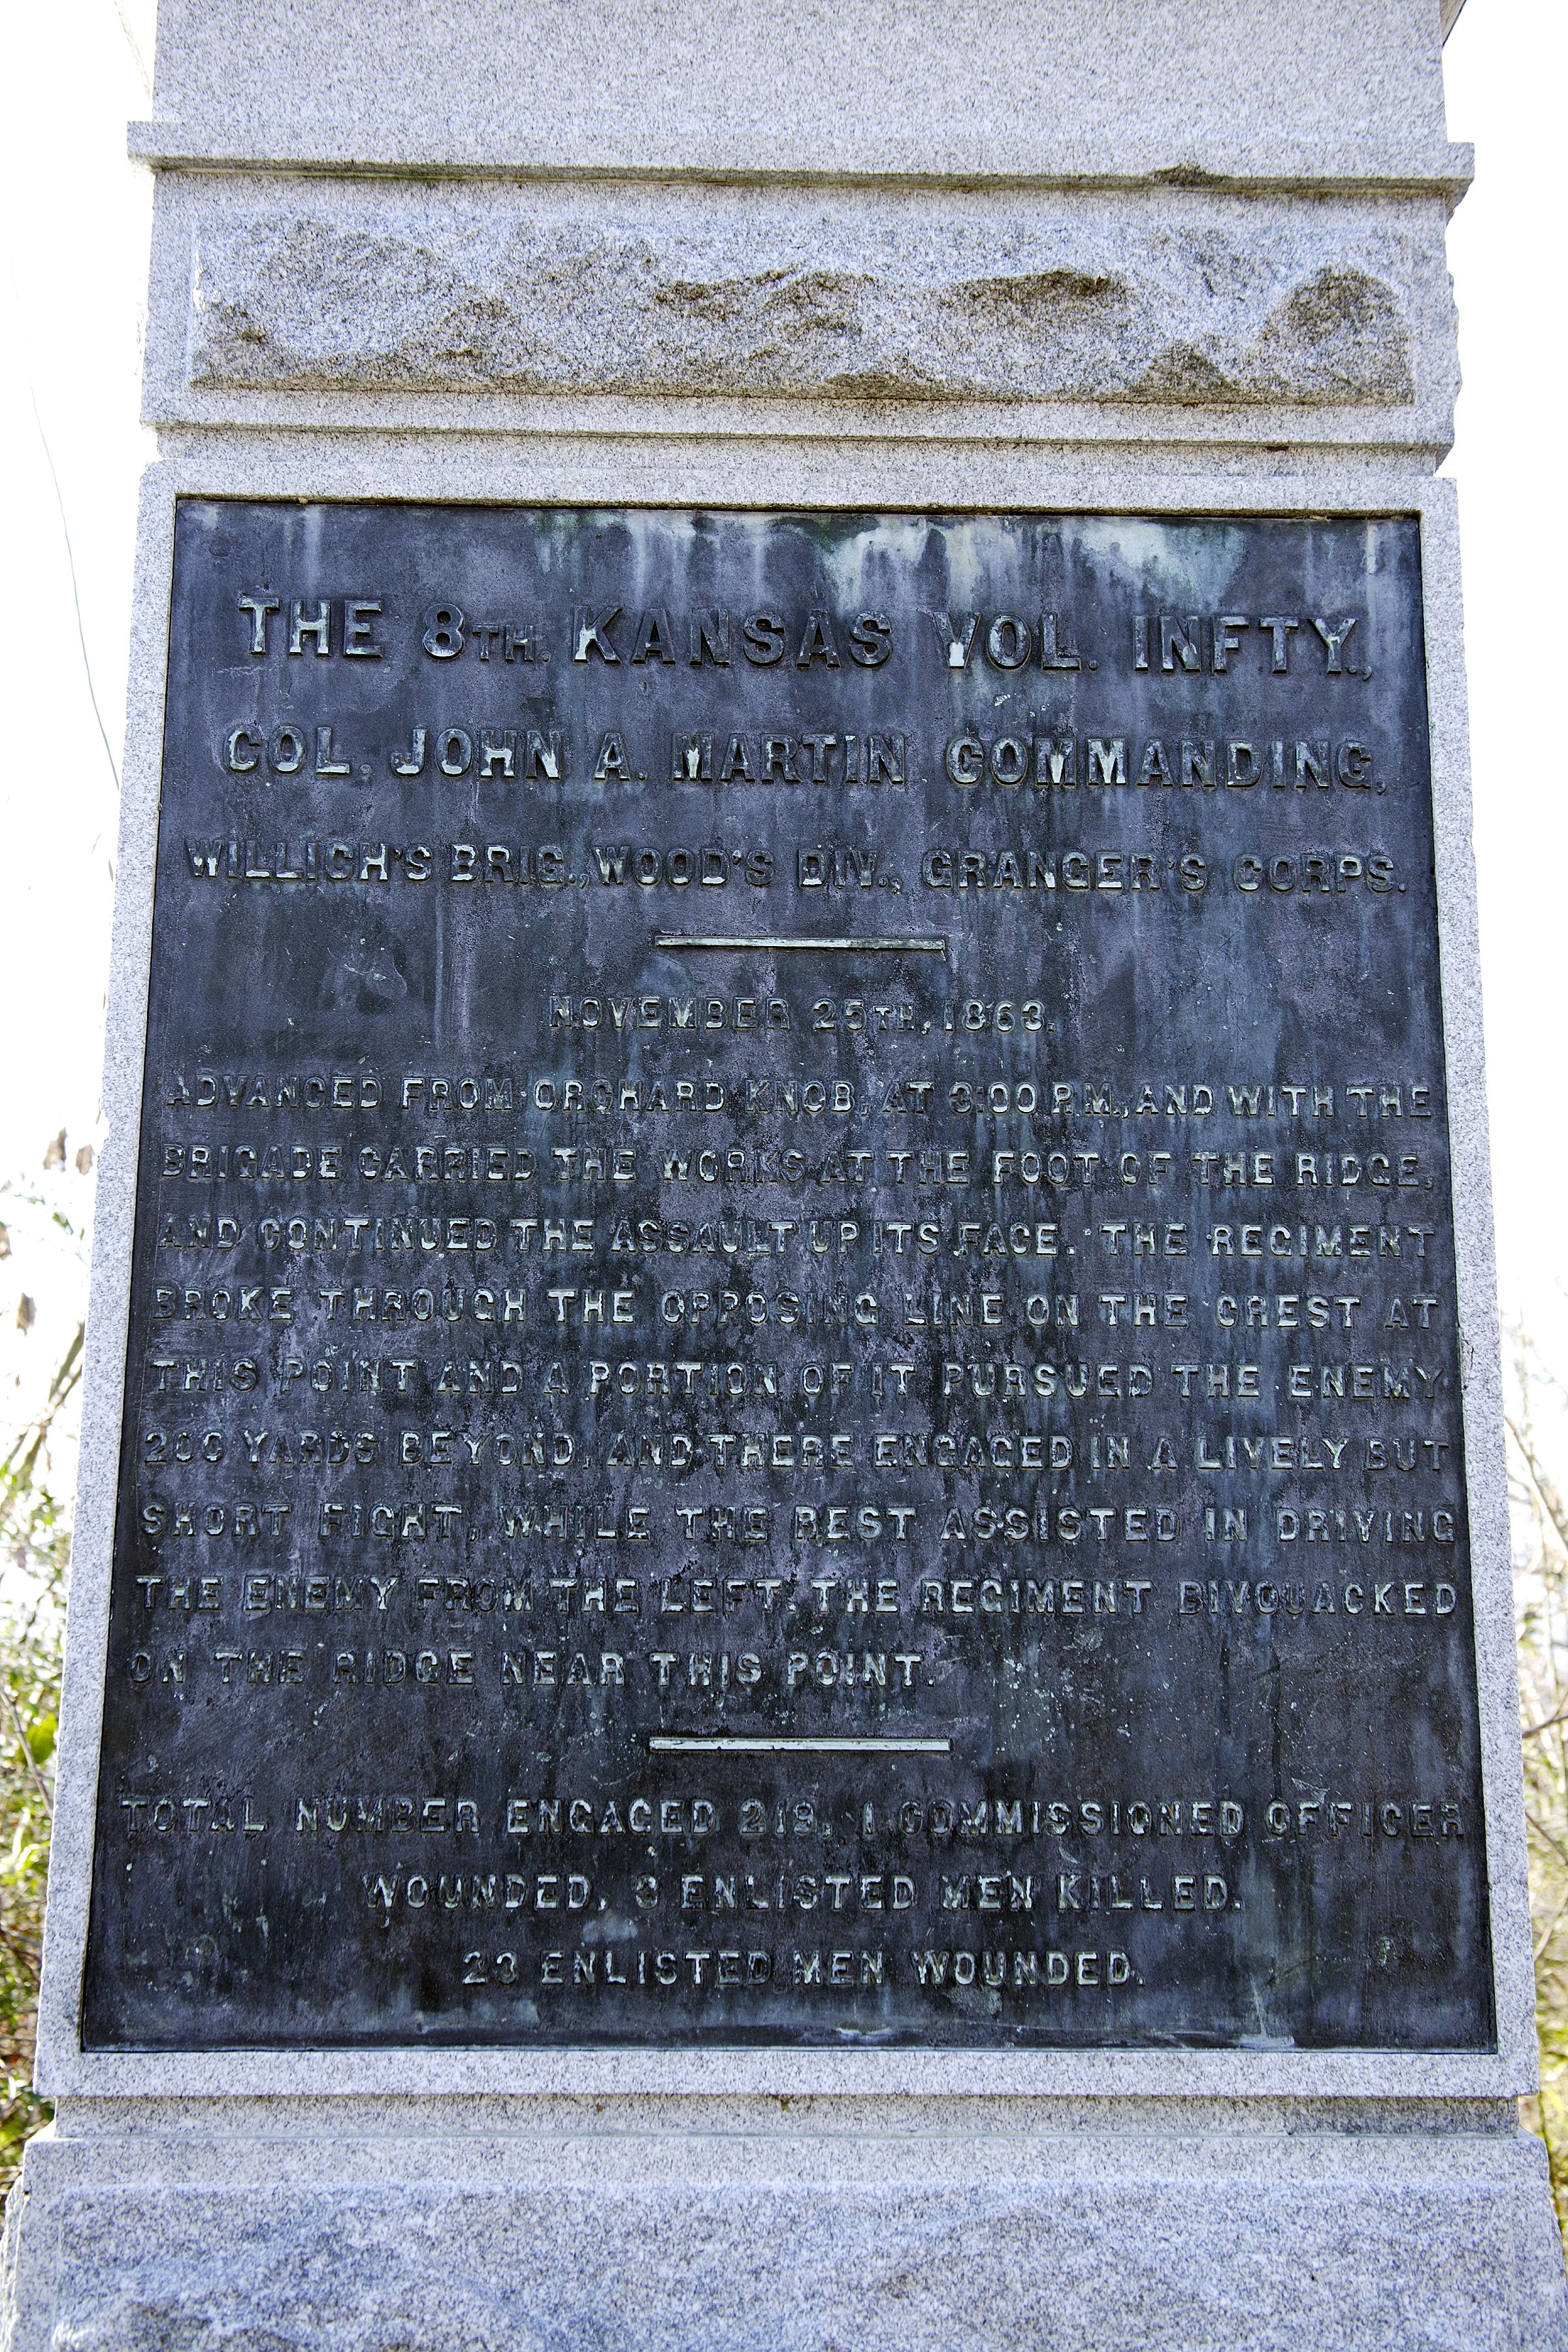 THE 8TH. KANSAS VOL. INFTY.,
COL. JOHN A. MARTIN COMMANDING,
WILLICH'S BRIG., WOOD'S DIV., GRANGER'S CORPS.
NOVEMBER 25TH, 1863.
ADVANCED FROM ORCHARD KNOB, AT 3:00 P.M., AND WITH THE
BRIGADE CARRIED THE WORKS AT THE FOOT OF THE RIDGE,
AND CONTINUED THE ASSAULT UP ITS FACE. THE REGIMENT
BROKE THROUGH THE OPPOSING LINE ON THE CREST AT
THIS POINT AND A PORTION OF IT PURSUED THE ENEMY
200 YARDS BEYOND, AND THERE ENGAGED IN A LIVELY BUT
SHORT FIGHT, WHILE THE REST ASSISTED IN DRIVING
THE ENEMY FROM THE LEFT. THE REGIMENT BIVOUACKED
ON THE RIDGE NEAR THIS POINT.
TOTAL NUMBER ENGAGED 219, 1 COMMISSIONED OFFICER
WOUNDED, 3 ENLISTED MEN KILLED.
23 ENLISTED MEN WOUNDED.